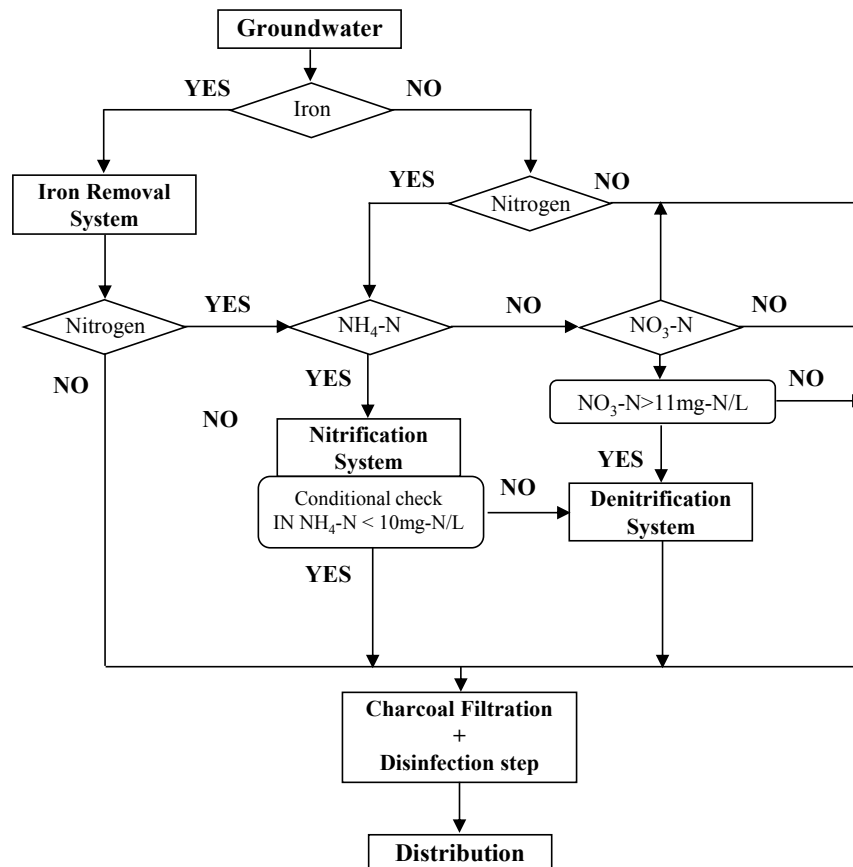 Groundwater
YES
NO
Iron
Iron Removal
System
YES
NO
Nitrogen
Nitrogen
YES
NH₄-N
NO
NO₃-N
NO
NO
YES
NO
NO₃-N>11mg-N/L
NO
Nitrification
System
YES
Conditional check
IN NH₄-N < 10mg-N/L
NO
Denitrification
System
YES
Charcoal Filtration
+
Disinfection step
Distribution